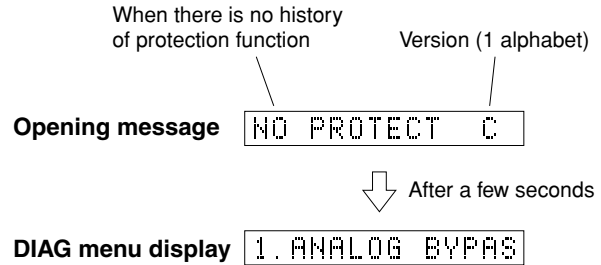 When there is no history
of protection function
Version (1 alphabet)
Opening message
NO PROTECT C
After a few seconds
DIAG menu display
1. ANALOG BYPAS